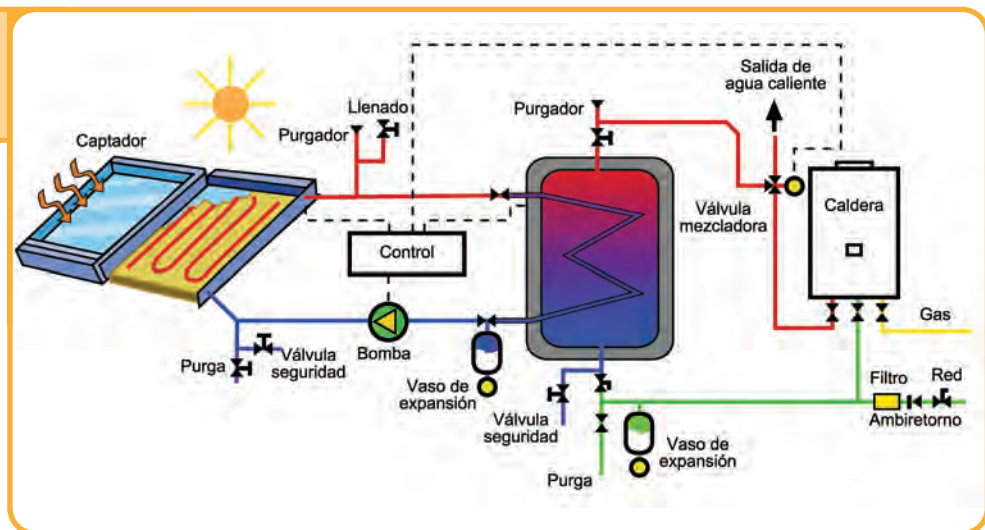 Captador
Llenado
Purgador
Purgador
Salida de
agua caliente
Válvula
mezcladora
Caldera
Control
Gas
Purga
Válvula
seguridad
Bomba
Vaso de
expansión
Válvula
seguridad
Filtro
Red
Ambiretorno
Vaso de
expansión
Purga